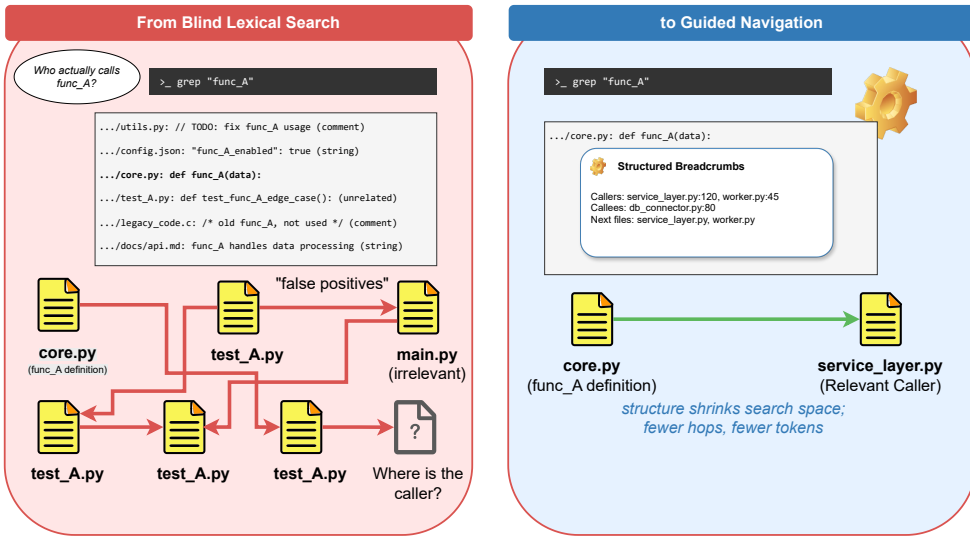 From Blind Lexical Search
Who actually calls
func_A?
>_ grep "func_A"
.../utils.py: // TODO: fix func_A usage (comment)
.../config.json: "func_A_enabled": true (string)
.../core.py: def func_A(data):
.../test_A.py: def test_func_A_edge_case(): (unrelated)
.../legacy_code.c: /* old func_A, not used */ (comment)
.../docs/api.md: func_A handles data processing (string)
"false positives"
core.py
(func_A definition)
test_A.py
main.py
(irrelevant)
?
test_A.py
test_A.py
test_A.py
Where is the
caller?
to Guided Navigation
>_ grep "func_A"
.../core.py: def func_A(data):
Structured Breadcrumbs
Callers: service_layer.py:120, worker.py:45
Callees: db_connector.py:80
Next files: service_layer.py, worker.py
core.py
(func_A definition)
service_layer.py
(Relevant Caller)
structure shrinks search space;
fewer hops, fewer tokens